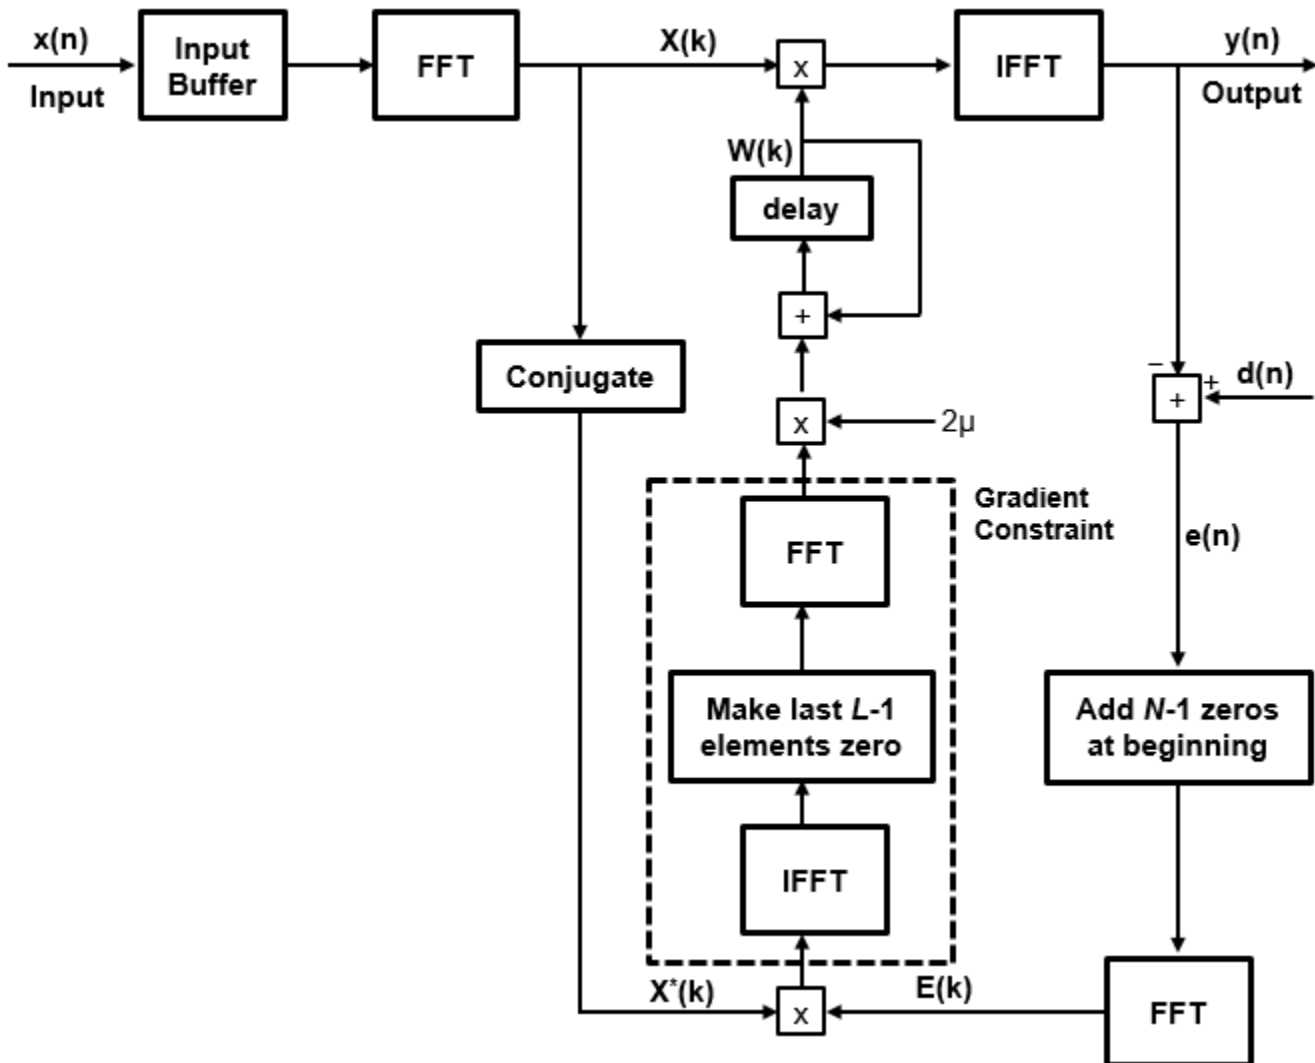 x(n)
Input
Input
Buffer
FFT
X(k)
x
IFFT
y(n)
Output
W(k)
delay
+
Conjugate
−
+
d(n)
+
x
2μ
Gradient
Constraint
FFT
e(n)
Make last L-1
elements zero
Add N-1 zeros
at beginning
IFFT
X*(k)
x
E(k)
FFT